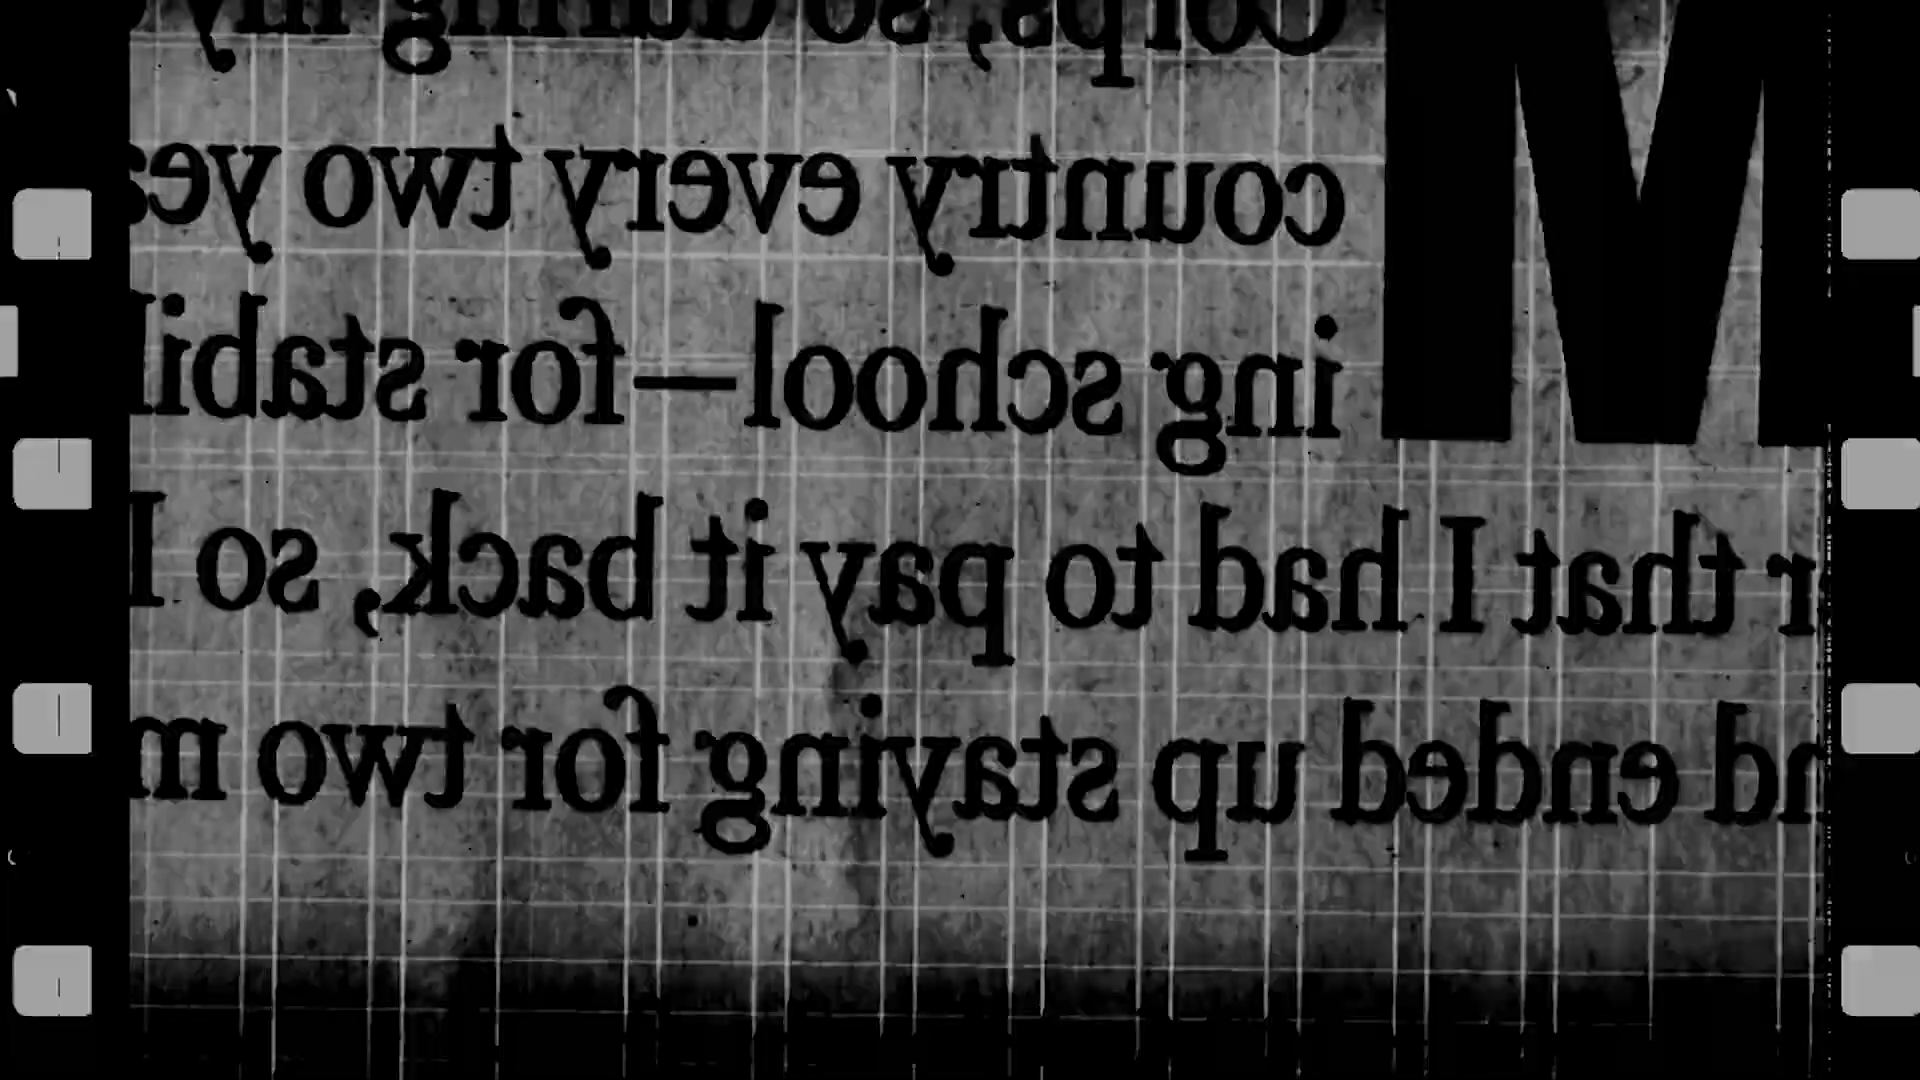 M
Corps, so during my
country every two yea
ing school—for stabil
r that I had to pay it back, so I
nd ended up staying for two m